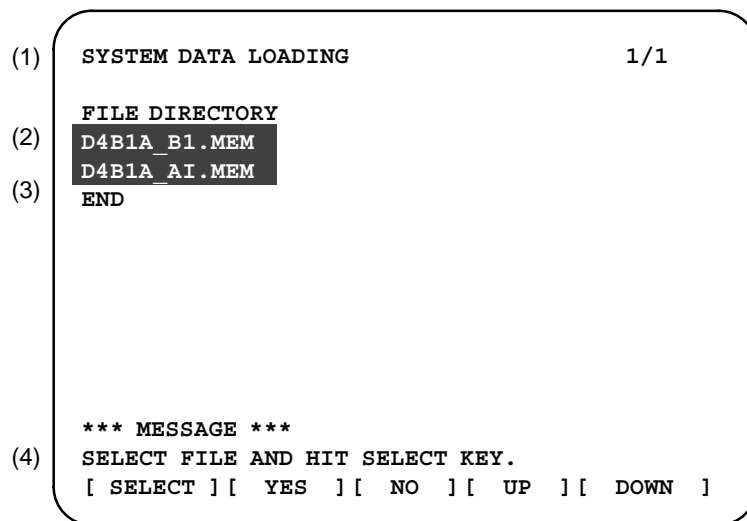 (1) SYSTEM DATA LOADING 1/1
FILE DIRECTORY
(2) D4B1A_B1.MEM
D4B1A_AI.MEM
(3) END
*** MESSAGE ***
(4) SELECT FILE AND HIT SELECT KEY.
[ SELECT ] [ YES ] [ NO ] [ UP ] [ DOWN ]